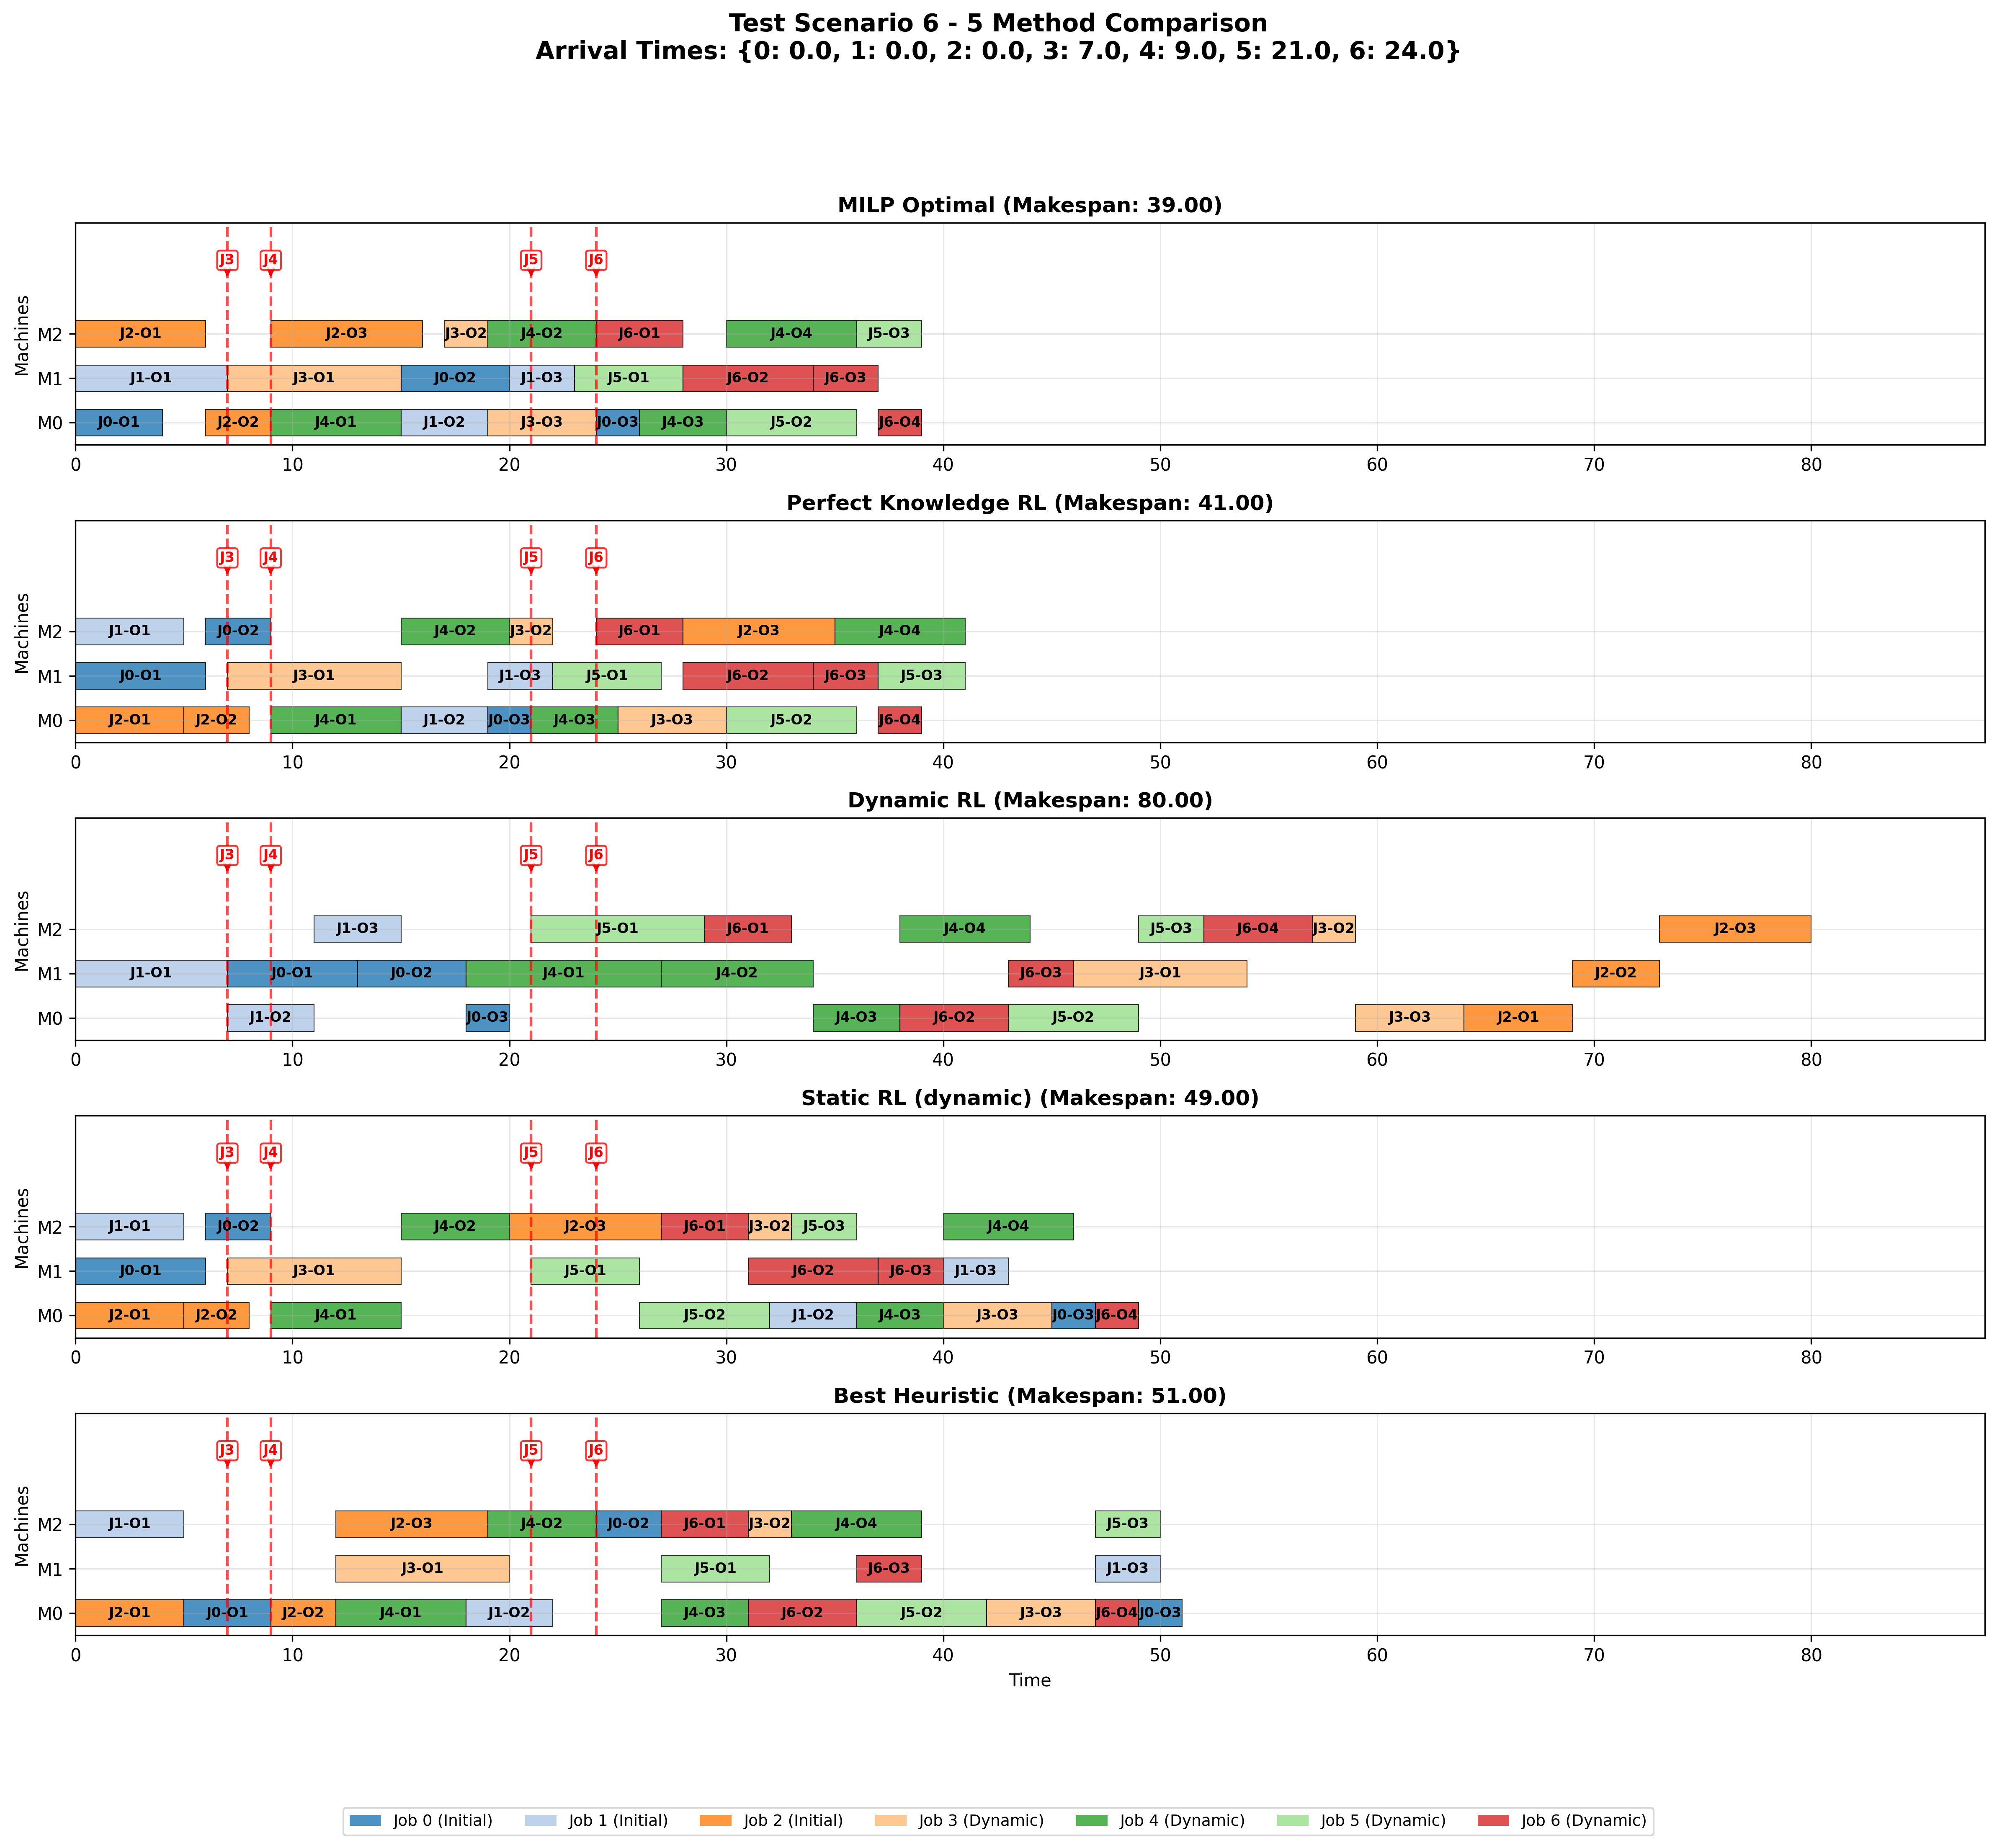 Test Scenario 6 - 5 Method Comparison
Arrival Times: {0: 0.0, 1: 0.0, 2: 0.0, 3: 7.0, 4: 9.0, 5: 21.0, 6: 24.0}
MILP Optimal (Makespan: 39.00)
J3 J4 J5 J6
Machines
M2 J2-O1 J2-O3 J3-O2 J4-O2 J6-O1 J4-O4 J5-O3
M1 J1-O1 J3-O1 J0-O2 J1-O3 J5-O1 J6-O2 J6-O3
M0 J0-O1 J2-O2 J4-O1 J1-O2 J3-O3 J0-O3 J4-O3 J5-O2 J6-O4
0 10 20 30 40 50 60 70 80
Perfect Knowledge RL (Makespan: 41.00)
J3 J4 J5 J6
Machines
M2 J1-O1 J0-O2 J4-O2 J3-O2 J6-O1 J2-O3 J4-O4
M1 J0-O1 J3-O1 J1-O3 J5-O1 J6-O2 J6-O3 J5-O3
M0 J2-O1 J2-O2 J4-O1 J1-O2 J0-O3 J4-O3 J3-O3 J5-O2 J6-O4
0 10 20 30 40 50 60 70 80
Dynamic RL (Makespan: 80.00)
J3 J4 J5 J6
Machines
M2 J1-O3 J5-O1 J6-O1 J4-O4 J5-O3 J6-O4 J3-O2 J2-O3
M1 J1-O1 J0-O1 J0-O2 J4-O1 J4-O2 J6-O3 J3-O1 J2-O2
M0 J1-O2 J0-O3 J4-O3 J6-O2 J5-O2 J3-O3 J2-O1
0 10 20 30 40 50 60 70 80
Static RL (dynamic) (Makespan: 49.00)
J3 J4 J5 J6
Machines
M2 J1-O1 J0-O2 J4-O2 J2-O3 J6-O1 J3-O2 J5-O3 J4-O4
M1 J0-O1 J3-O1 J5-O1 J6-O2 J6-O3 J1-O3
M0 J2-O1 J2-O2 J4-O1 J5-O2 J1-O2 J4-O3 J3-O3 J0-O3 J6-O4
0 10 20 30 40 50 60 70 80
Best Heuristic (Makespan: 51.00)
J3 J4 J5 J6
Machines
M2 J1-O1 J2-O3 J4-O2 J0-O2 J6-O1 J3-O2 J4-O4 J5-O3
M1 J3-O1 J5-O1 J6-O3 J1-O3
M0 J2-O1 J0-O1 J2-O2 J4-O1 J1-O2 J4-O3 J6-O2 J5-O2 J3-O3 J6-O4 J0-O3
0 10 20 30 40 50 60 70 80
Time
Job 0 (Initial) Job 1 (Initial) Job 2 (Initial) Job 3 (Dynamic) Job 4 (Dynamic) Job 5 (Dynamic) Job 6 (Dynamic)